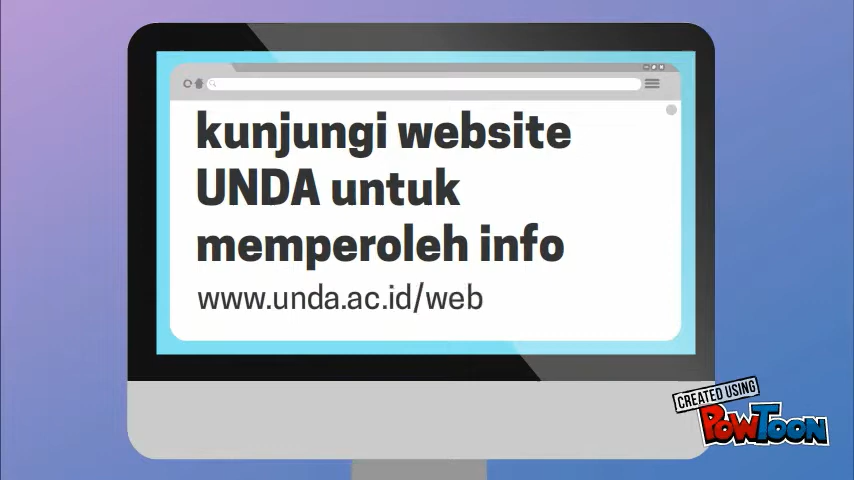 kunjungi website
UNDA untuk
memperoleh info
www.unda.ac.id/web
CREATED USING
POWTOON